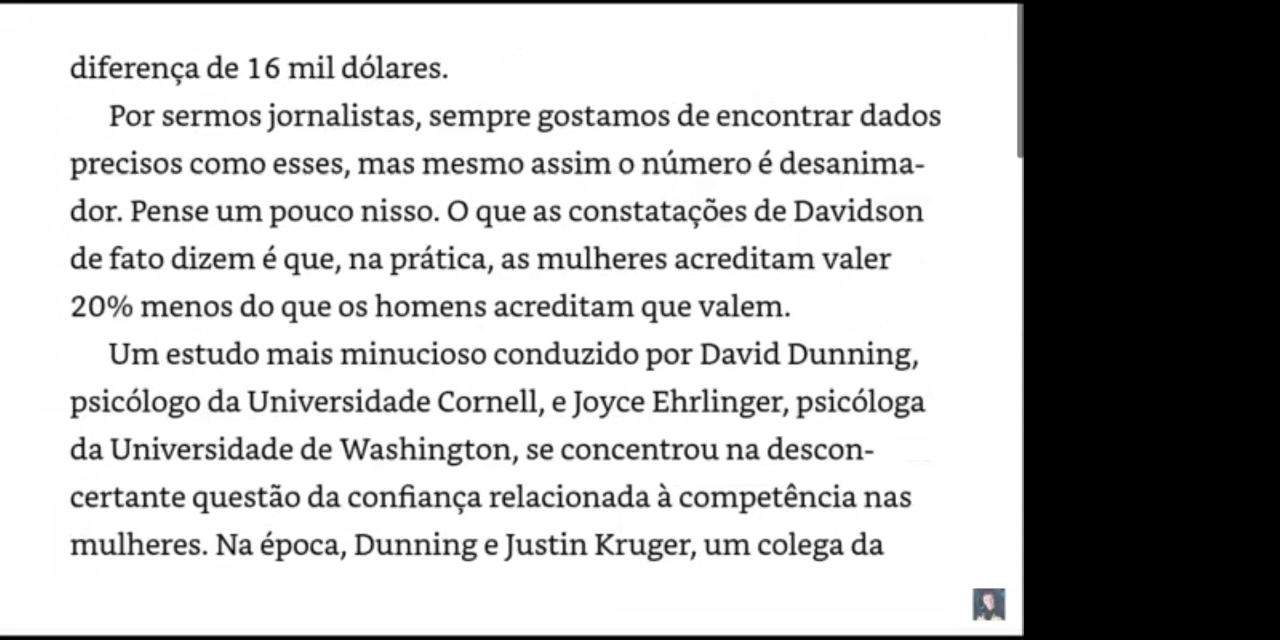 diferença de 16 mil dólares.
Por sermos jornalistas, sempre gostamos de encontrar dados
precisos como esses, mas mesmo assim o número é desanima-
dor. Pense um pouco nisso. O que as constatações de Davidson
de fato dizem é que, na prática, as mulheres acreditam valer
20% menos do que os homens acreditam que valem.
Um estudo mais minucioso conduzido por David Dunning,
psicólogo da Universidade Cornell, e Joyce Ehrlinger, psicóloga
da Universidade de Washington, se concentrou na descon-
certante questão da confiança relacionada à competência nas
mulheres. Na época, Dunning e Justin Kruger, um colega da